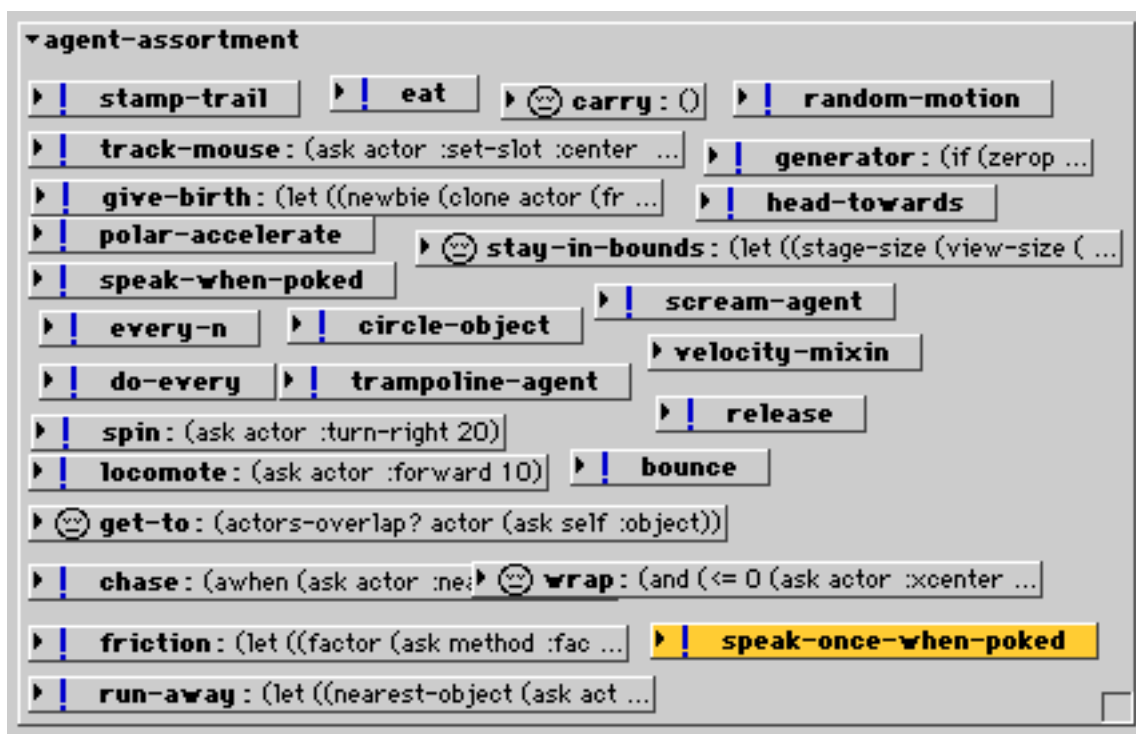 agent-assortment
stamp-trail eat carry: () random-motion
track-mouse: (ask actor :set-slot :center ... generator: (if (zerop ...
give-birth: (let ((newbie (clone actor (fr ... head-towards
polar-accelerate stay-in-bounds: (let ((stage-size (view-size ( ...
speak-when-poked scream-agent
every-n circle-object
velocity-mixin
do-every trampoline-agent
release
spin: (ask actor :turn-right 20)
locomote: (ask actor :forward 10) bounce
get-to: (actors-overlap? actor (ask self :object))
chase: (awhen (ask actor :nea wrap: (and (<= 0 (ask actor :xcenter ...
friction: (let ((factor (ask method :fac ... speak-once-when-poked
run-away: (let ((nearest-object (ask act ...